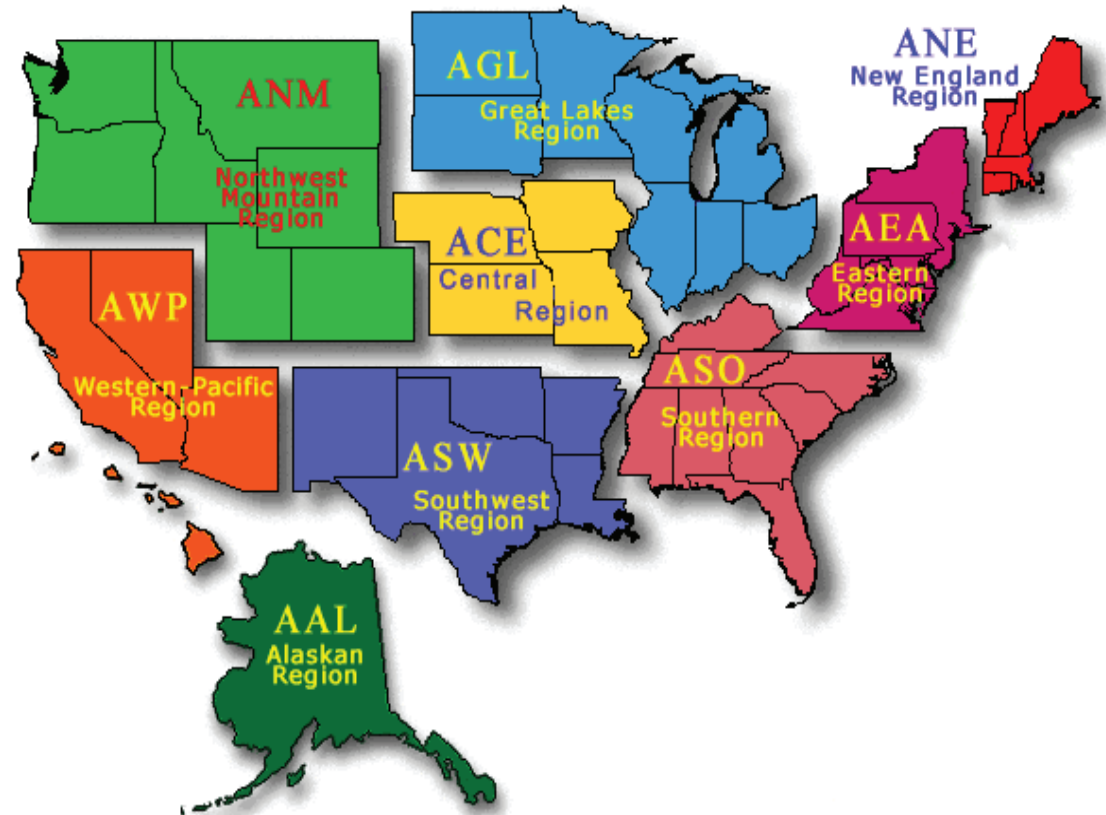 ANM
Northwest
Mountain
Region
AGL
Great Lakes
Region
ANE
New England
Region
ACE
Central
Region
AEA
Eastern
Region
AWP
Western-Pacific
Region
ASW
Southwest
Region
ASO
Southern
Region
AAL
Alaskan
Region